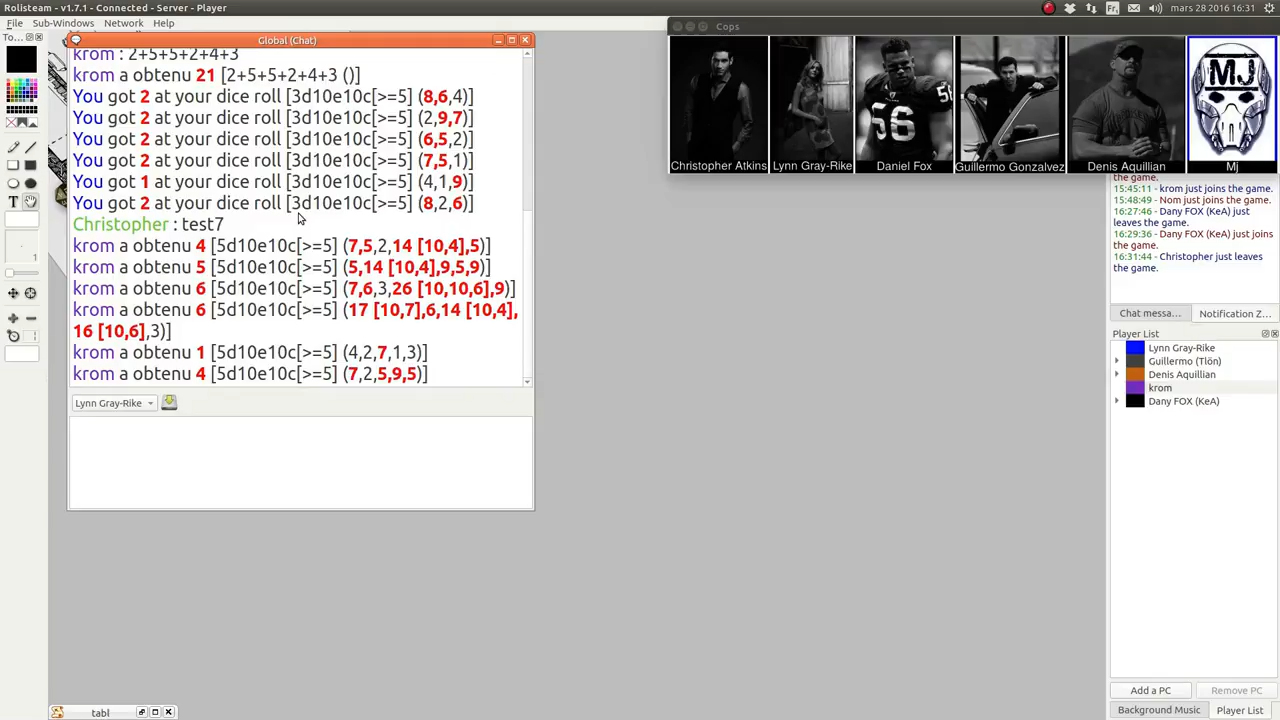 Rolisteam - v1.7.1 - Connected - Server - Player
Fr
mars 28 2016 16:31
File Sub-Windows Network Help
To...
Global (Chat)
krom : 2+5+5+2+4+3
krom a obtenu 21 [2+5+5+2+4+3 ()]
You got 2 at your dice roll [3d10e10c[>=5] (8,6,4)]
You got 2 at your dice roll [3d10e10c[>=5] (2,9,7)]
You got 2 at your dice roll [3d10e10c[>=5] (6,5,2)]
You got 2 at your dice roll [3d10e10c[>=5] (7,5,1)]
You got 1 at your dice roll [3d10e10c[>=5] (4,1,9)]
You got 2 at your dice roll [3d10e10c[>=5] (8,2,6)]
Christopher : test7
krom a obtenu 4 [5d10e10c[>=5] (7,5,2,14 [10,4],5)]
krom a obtenu 5 [5d10e10c[>=5] (5,14 [10,4],9,5,9)]
krom a obtenu 6 [5d10e10c[>=5] (7,6,3,26 [10,10,6],9)]
krom a obtenu 6 [5d10e10c[>=5] (17 [10,7],6,14 [10,4],
16 [10,6],3)]
krom a obtenu 1 [5d10e10c[>=5] (4,2,7,1,3)]
krom a obtenu 4 [5d10e10c[>=5] (7,2,5,9,5)]
Lynn Gray-Rike
T
1
tabl
Cops
56
MJ
Christopher Atkins
Lynn Gray-Rike
Daniel Fox
Guillermo Gonzalvez
Denis Aquillian
Mj
the game.
15:45:11 - krom just joins the game.
15:48:49 - Nom just joins the game.
16:27:46 - Dany FOX (KeA) just
leaves the game.
16:29:36 - Dany FOX (KeA) just joins the
game.
16:31:44 - Christopher just leaves
the game.
Chat messa... Notification Z...
Player List
Lynn Gray-Rike
Guillermo (Tlön)
Denis Aquillian
krom
Dany FOX (KeA)
Add a PC Remove PC
Background Music Player List